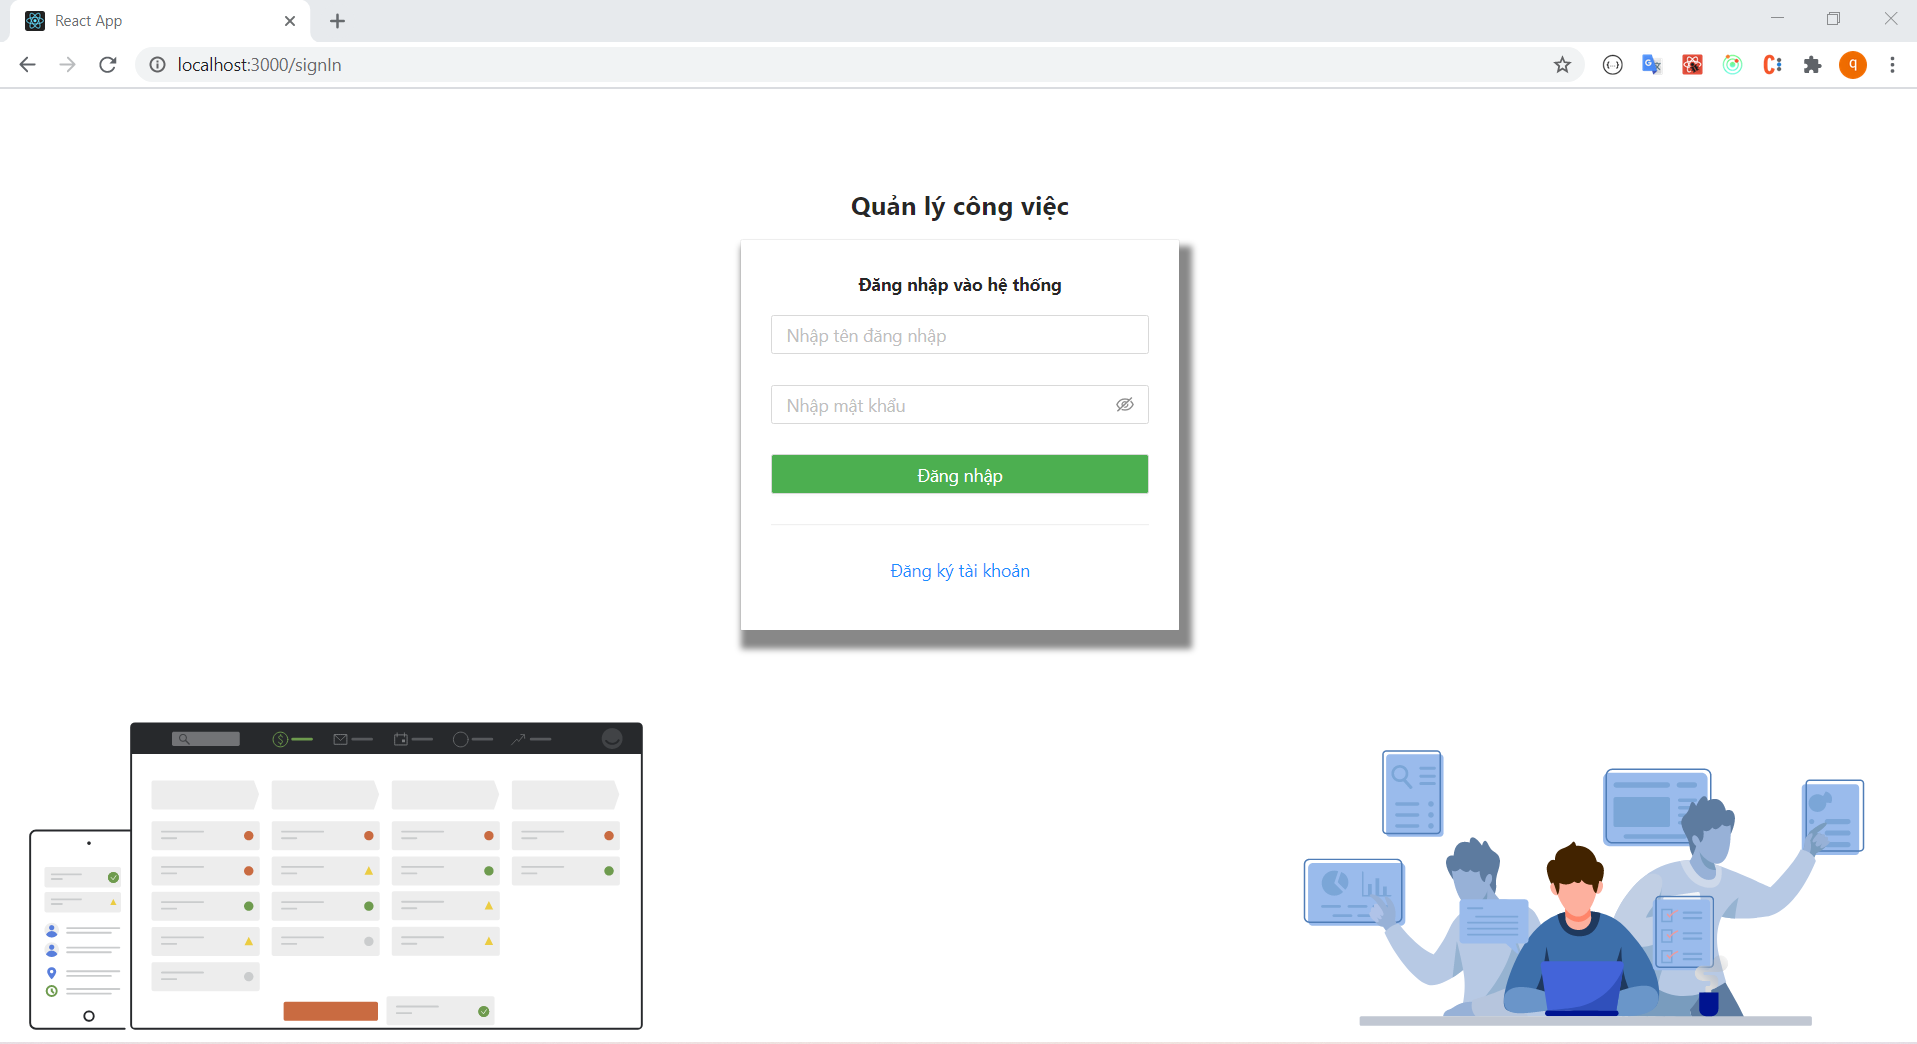 React App
localhost:3000/signIn
q
Quản lý công việc
Đăng nhập vào hệ thống
Nhập tên đăng nhập
Nhập mật khẩu
Đăng nhập
Đăng ký tài khoản